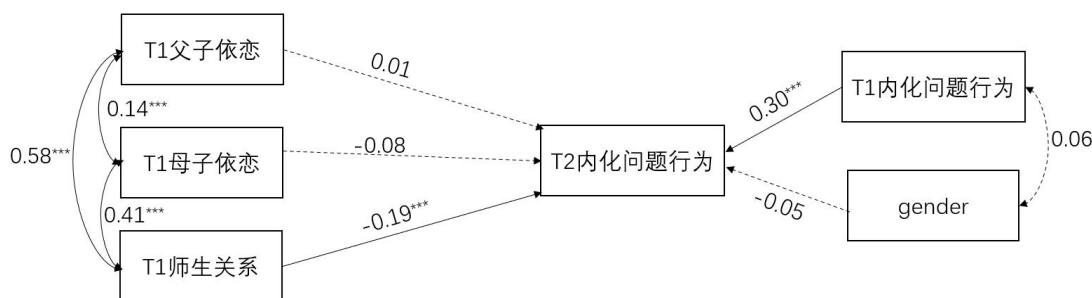 T1父子依恋
0.01
T1内化问题行为
0.30***
0.14***
0.58***
T1母子依恋
-0.08
T2内化问题行为
0.06
0.41***
-0.19***
-0.05
gender
T1师生关系